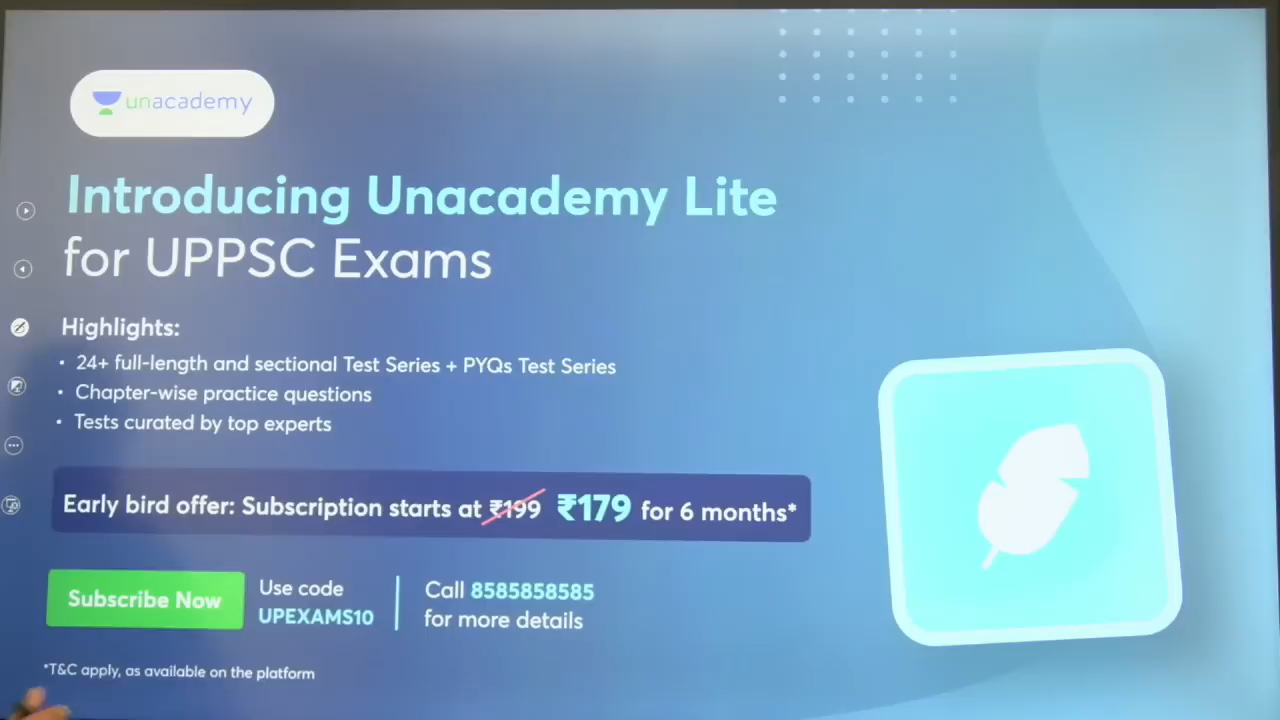 unacademy
Introducing Unacademy Lite
for UPPSC Exams
Highlights:
• 24+ full-length and sectional Test Series + PYQs Test Series
• Chapter-wise practice questions
• Tests curated by top experts
Early bird offer: Subscription starts at ₹199 ₹179 for 6 months*
Subscribe Now
Use code
UPEXAMS10
Call 8585858585
for more details
*T&C apply, as available on the platform